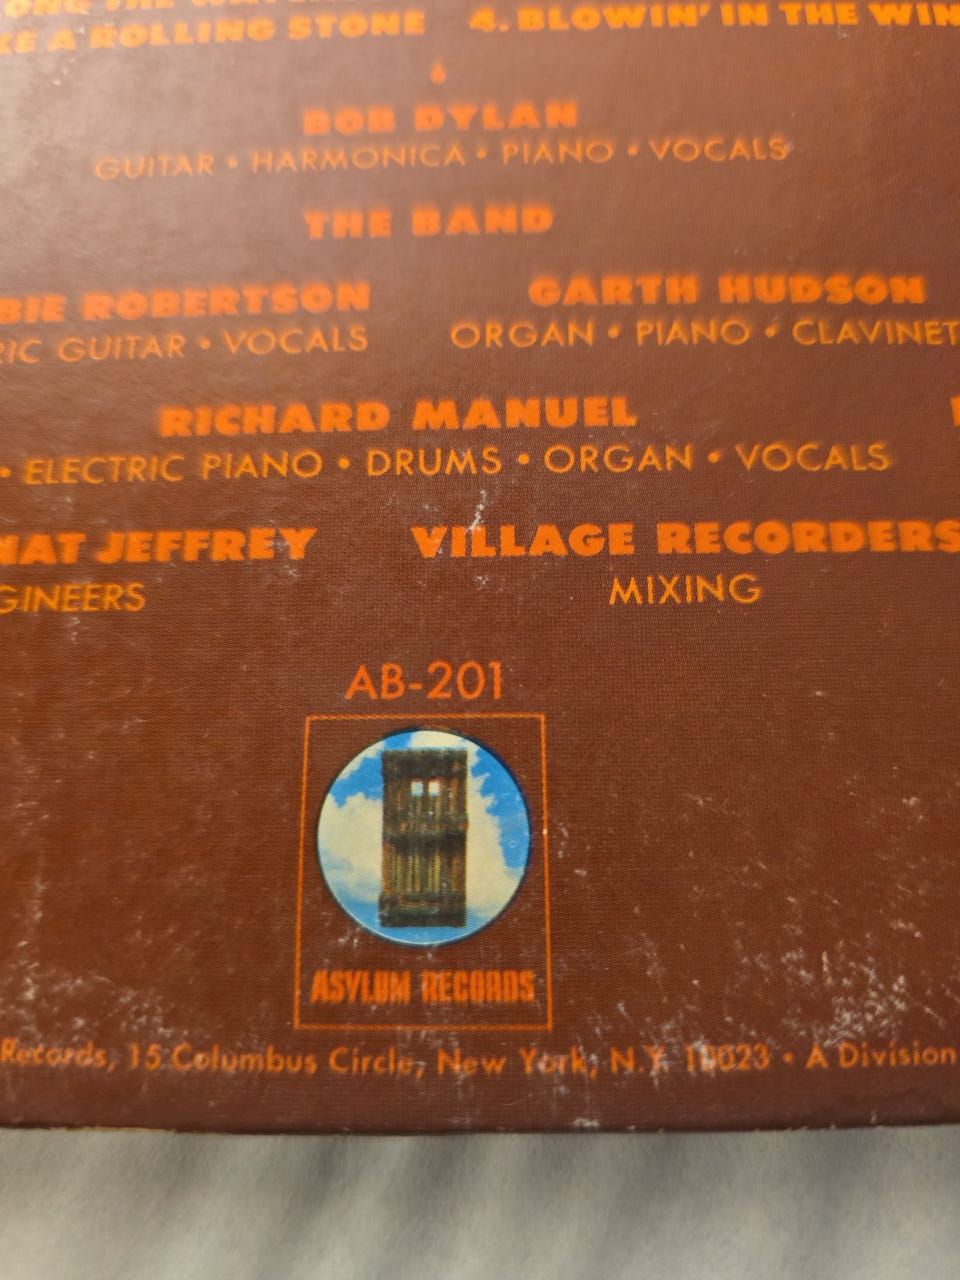 THE
KE A ROLLING STONE 4. BLOWIN' IN THE WIN
BOB DYLAN
GUITAR • HARMONICA • PIANO • VOCALS
THE BAND
BIE ROBERTSON GARTH HUDSON
RIC GUITAR • VOCALS ORGAN • PIANO • CLAVINET
RICHARD MANUEL
• ELECTRIC PIANO • DRUMS • ORGAN • VOCALS
NAT JEFFREY VILLAGE RECORDERS
GINEERS MIXING
AB-201
ASYLUM RECORDS
Records, 15 Columbus Circle, New York, N.Y. 10023 • A Division